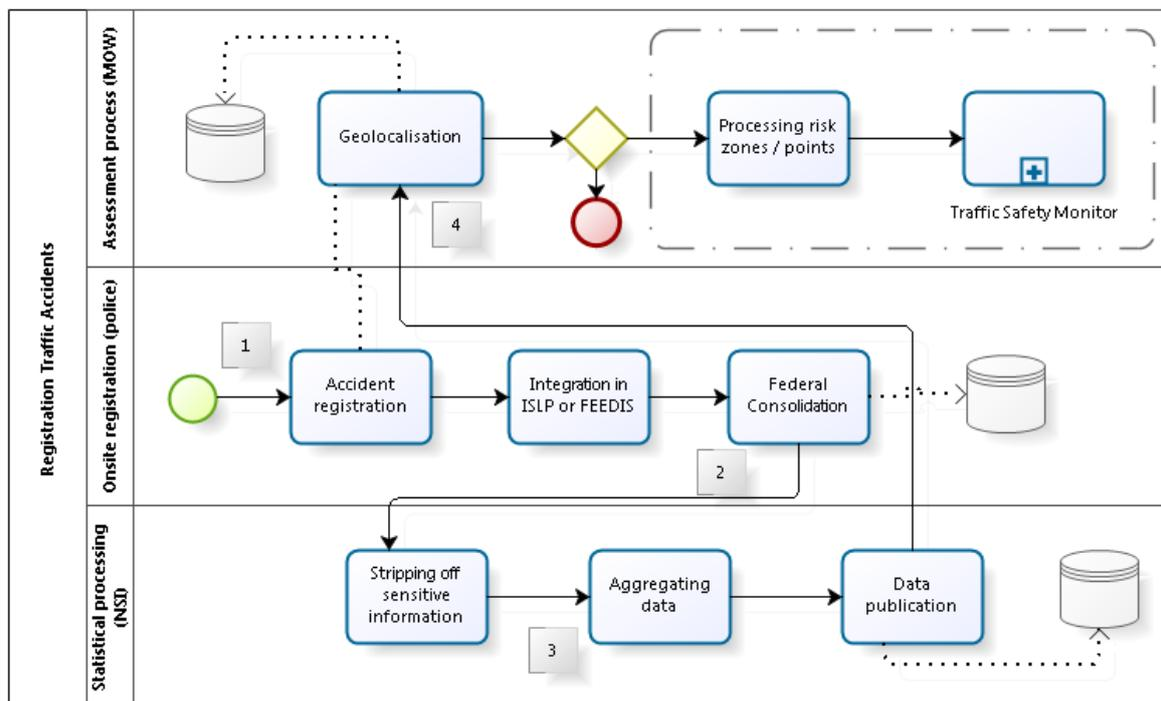 Registration Traffic Accidents
Assessment process (MOW)
Geolocalisation
Processing risk
zones / points
Traffic Safety Monitor
4
Onsite registration (police)
1
Accident
registration
Integration in
ISLP or FEEDIS
Federal
Consolidation
2
Statistical processing
(NSI)
Stripping off
sensitive
information
Aggregating
data
Data
publication
3